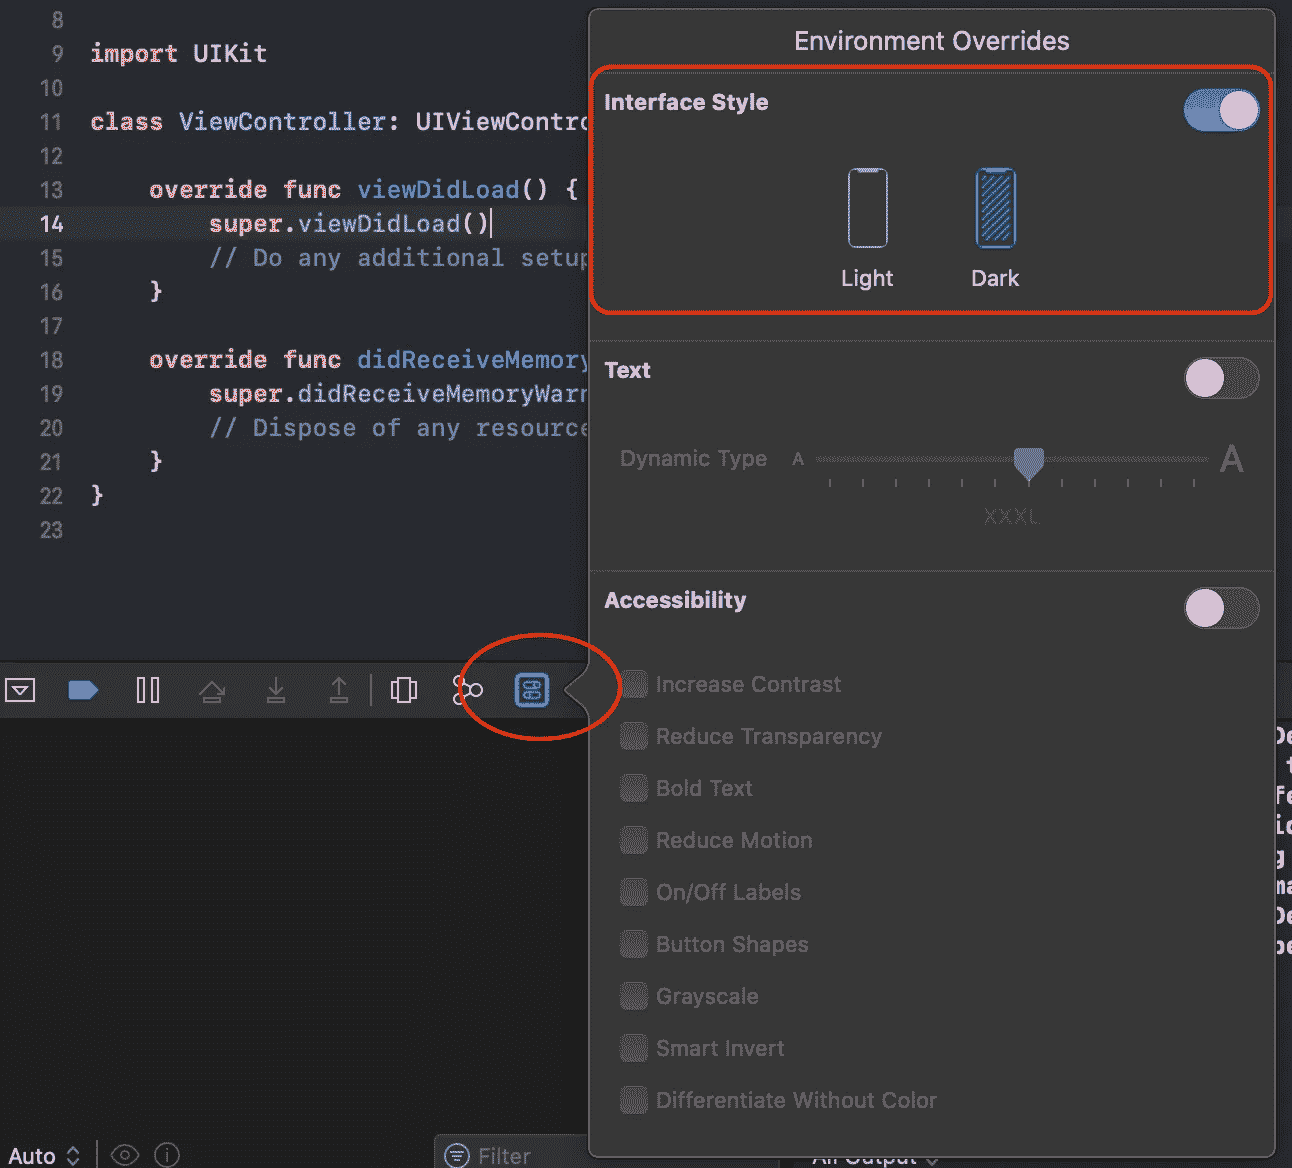 8
9 import UIKit
10
11 class ViewController: UIViewContro
12
13 override func viewDidLoad() {
14 super.viewDidLoad()
15 // Do any additional setup
16 }
17
18 override func didReceiveMemory
19 super.didReceiveMemoryWarn
20 // Dispose of any resource
21 }
22 }
23
Environment Overrides
Interface Style
Light Dark
Text
Dynamic Type A A
XXXL
Accessibility
Increase Contrast
Reduce Transparency
Bold Text
Reduce Motion
On/Off Labels
Button Shapes
Grayscale
Smart Invert
Differentiate Without Color
Auto
Filter
All Output